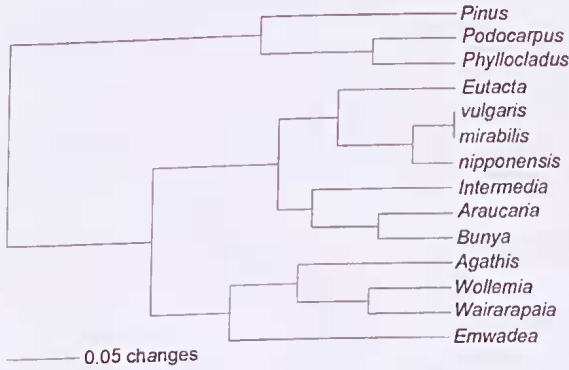 Pinus
Podocarpus
Phyllocladus
Eutacta
vulgaris
mirabilis
nipponensis
Intermedia
Araucaria
Bunya
Agathis
Wollemia
Wairarapaia
Emwadea
0.05 changes